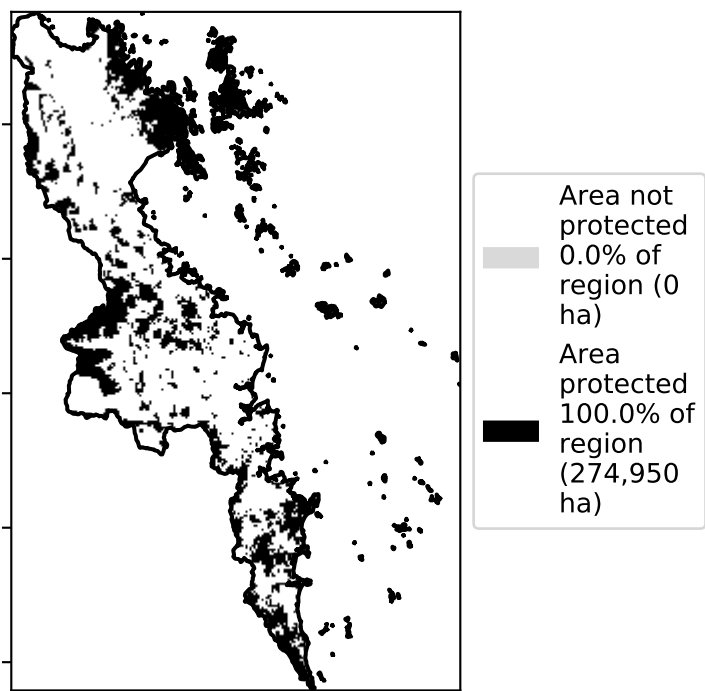 Area not
protected
0.0% of
region (0
ha)
Area
protected
100.0% of
region
(274,950
ha)